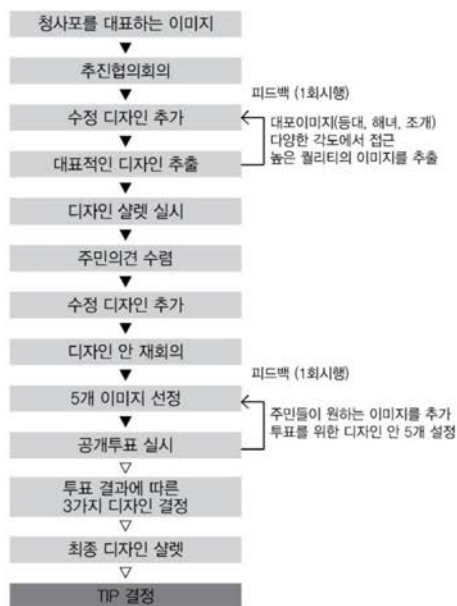 청사포를 대표하는 이미지
▼
추진협의회의
▼
피드백 (1회시행)
수정 디자인 추가
대포이미지(등대, 해녀, 조개)
다양한 각도에서 접근
높은 퀄리티의 이미지를 추출
▼
대표적인 디자인 추출
▼
디자인 샬렛 실시
▼
주민의견 수렴
▼
수정 디자인 추가
▼
디자인 안 재회의
▼
피드백 (1회시행)
5개 이미지 선정
주민들이 원하는 이미지를 추가
투표를 위한 디자인 안 5개 설정
▼
공개투표 실시
▽
투표 결과에 따른
3가지 디자인 결정
▽
최종 디자인 샬렛
▽
TIP 결정